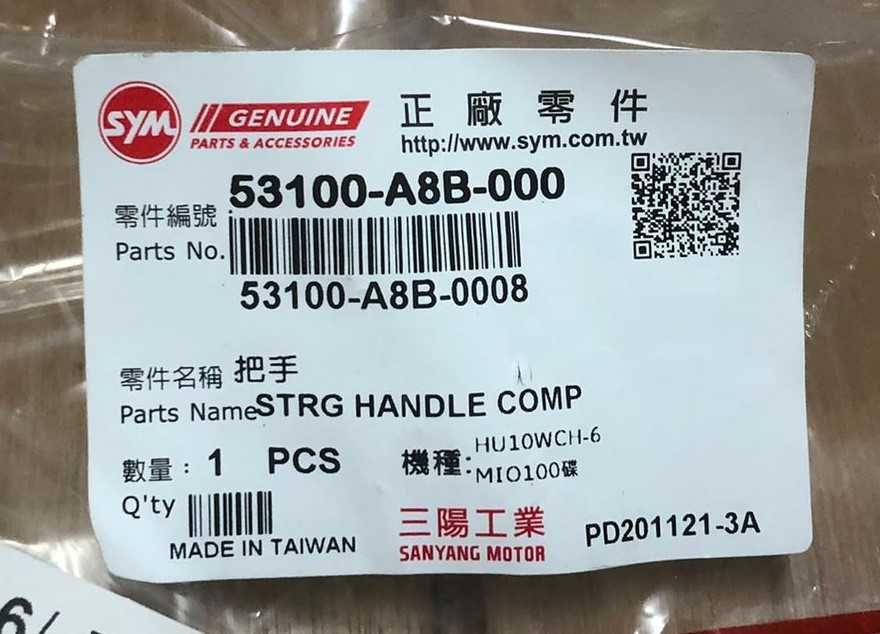 SYM GENUINE 正廠零件
PARTS & ACCESSORIES http://www.sym.com.tw
零件編號: 53100-A8B-000
Parts No.
53100-A8B-0008
零件名稱 把手
Parts Name STRG HANDLE COMP
數量: 1 PCS 機種: HU10WCH-6
MIO100碟
Q'ty
MADE IN TAIWAN
三陽工業
SANYANG MOTOR
PD201121-3A
6/